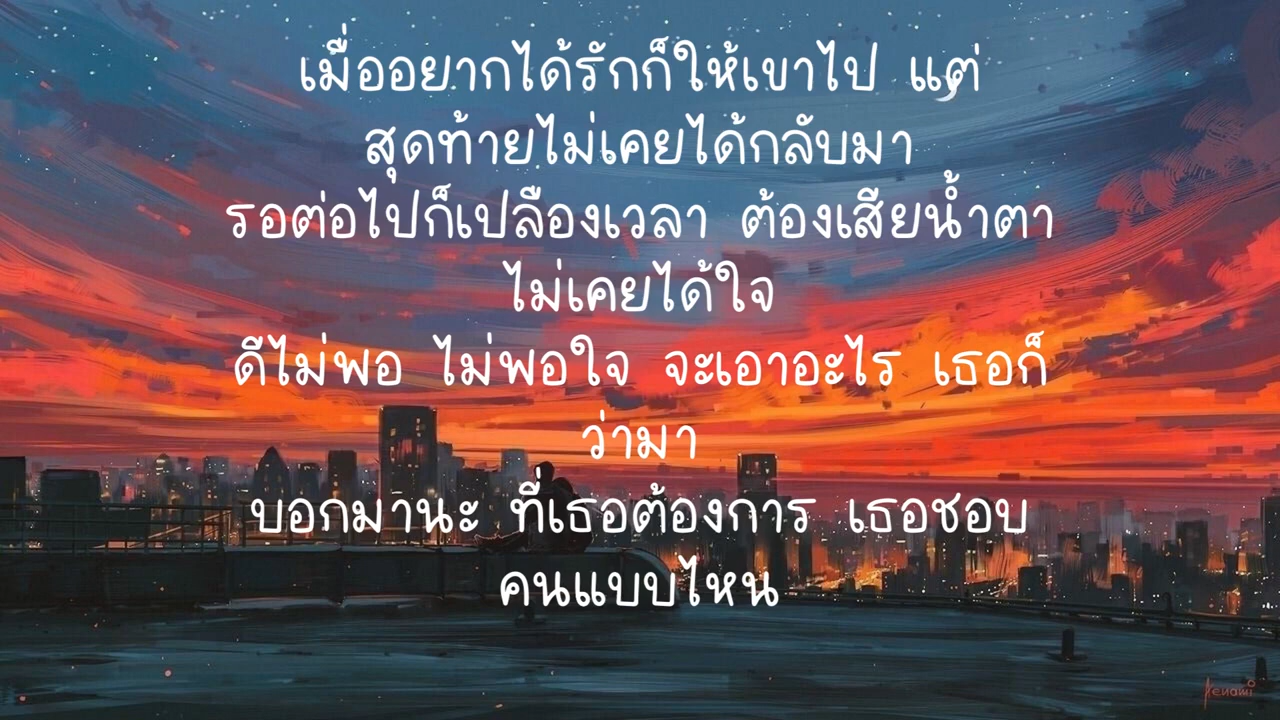 เมื่ออยากได้รักก็ให้เขาไป แต่
สุดท้ายไม่เคยได้กลับมา
รอต่อไปก็เปลืองเวลา ต้องเสียน้ำตา
ไม่เคยได้ใจ
ดีไม่พอ ไม่พอใจ จะเอาอะไร เธอก็
ว่ามา
บอกมานะ ที่เธอต้องการ เธอชอบ
คนแบบไหน
Aenami